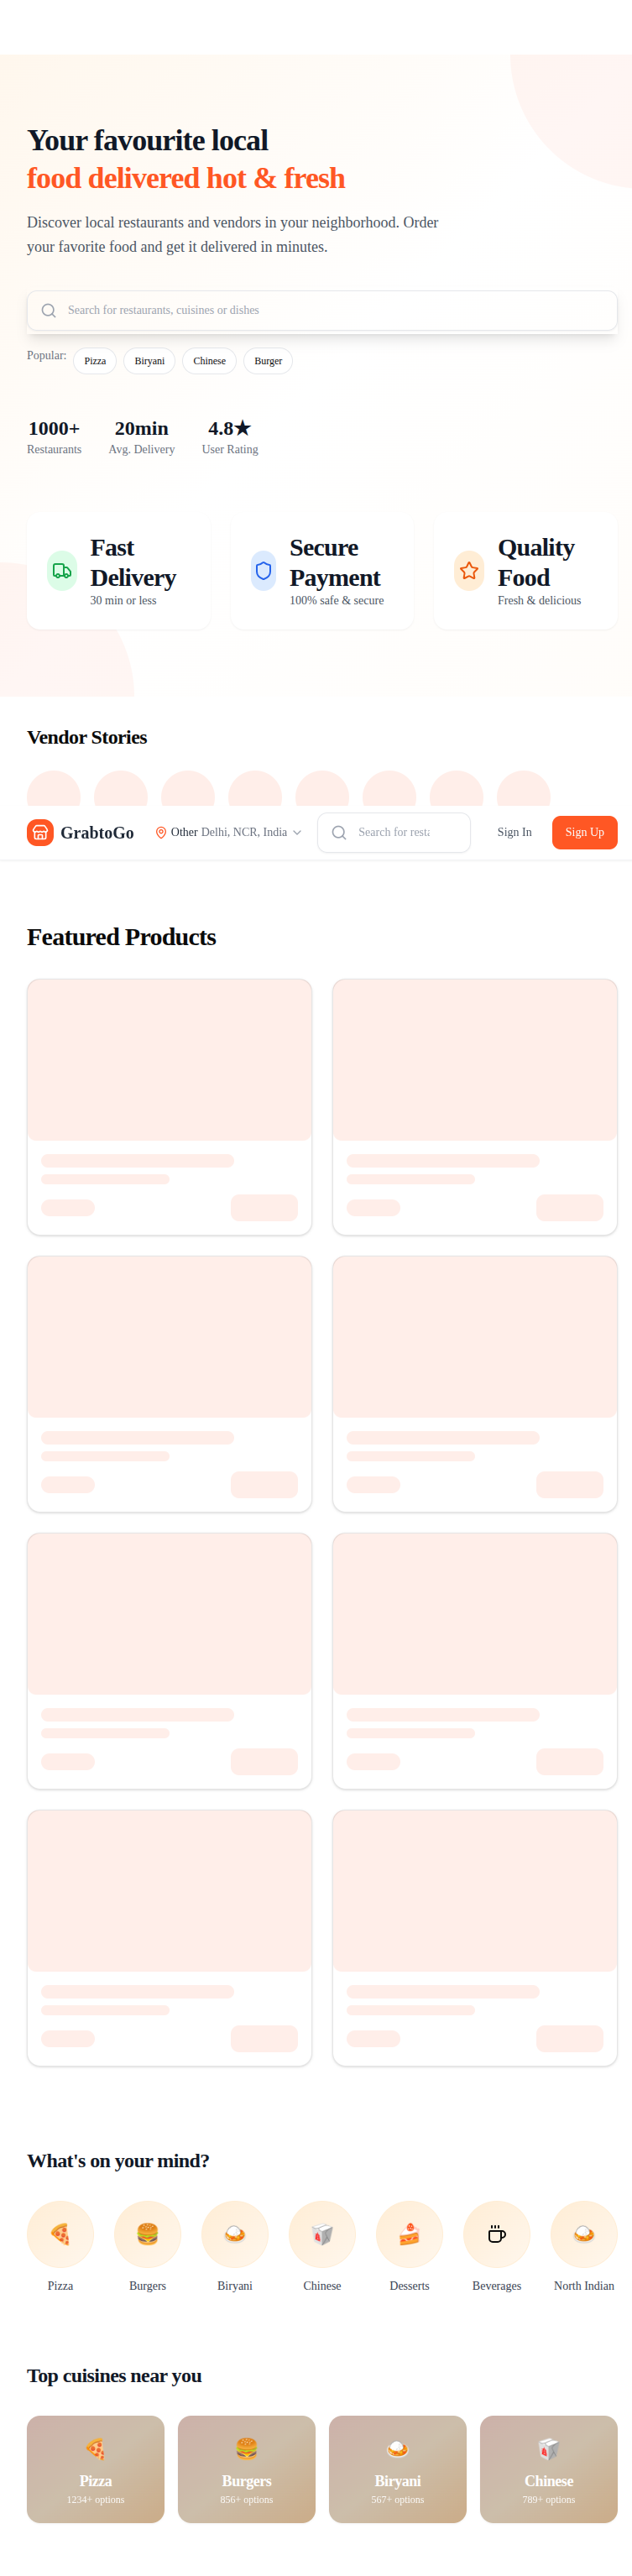 Your favourite local
food delivered hot & fresh
Discover local restaurants and vendors in your neighborhood. Order
your favorite food and get it delivered in minutes.
Search for restaurants, cuisines or dishes
Popular: Pizza Biryani Chinese Burger
1000+ 20min 4.8★
Restaurants Avg. Delivery User Rating
Fast
Delivery
30 min or less
Secure
Payment
100% safe & secure
Quality
Food
Fresh & delicious
Vendor Stories
GrabtoGo Other Delhi, NCR, India Search for resta Sign In Sign Up
Featured Products
What's on your mind?
Pizza Burgers Biryani Chinese Desserts Beverages North Indian
Top cuisines near you
Pizza Burgers Biryani Chinese
1234+ options 856+ options 567+ options 789+ options